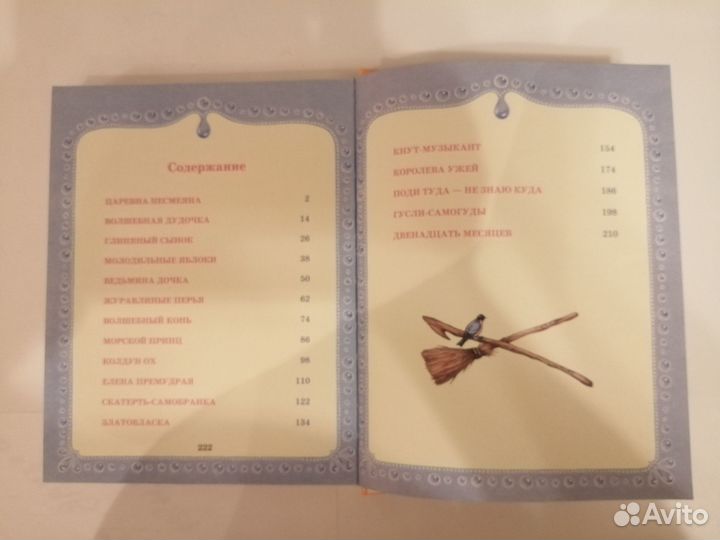 Содержание
ЦАРЕВНА НЕСМЕЯНА 2
ВОЛШЕБНАЯ ДУДОЧКА 14
ГЛИНЯНЫЙ СЫНОК 26
МОЛОДИЛЬНЫЕ ЯБЛОКИ 38
ВЕДЬМИНА ДОЧКА 50
ЖУРАВЛИНЫЕ ПЕРЬЯ 62
ВОЛШЕБНЫЙ КОНЬ 74
МОРСКОЙ ПРИНЦ 86
КОЛДУН ОХ 98
ЕЛЕНА ПРЕМУДРАЯ 110
СКАТЕРТЬ-САМОБРАНКА 122
ЗЛАТОВЛАСКА 134
222
КНУТ-МУЗЫКАНТ 154
КОРОЛЕВА УЖЕЙ 174
ПОДИ ТУДА — НЕ ЗНАЮ КУДА 186
ГУСЛИ-САМОГУДЫ 198
ДВЕНАДЦАТЬ МЕСЯЦЕВ 210
Avito